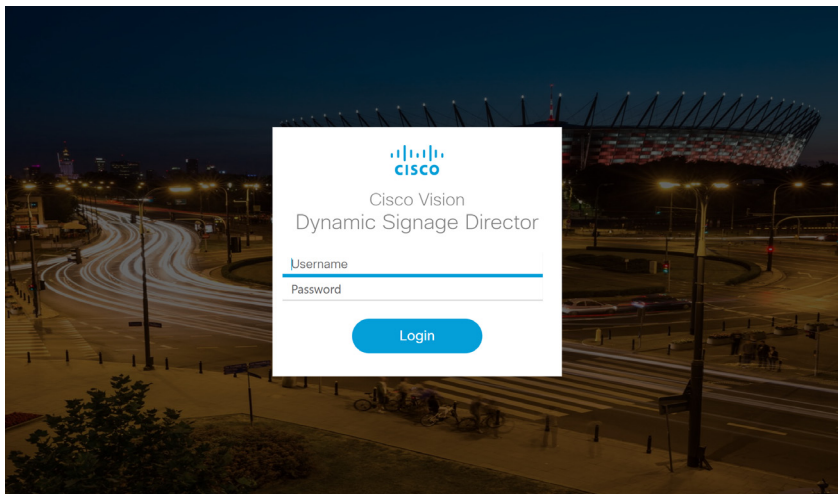 CISCO
Cisco Vision
Dynamic Signage Director
Username
Password
Login